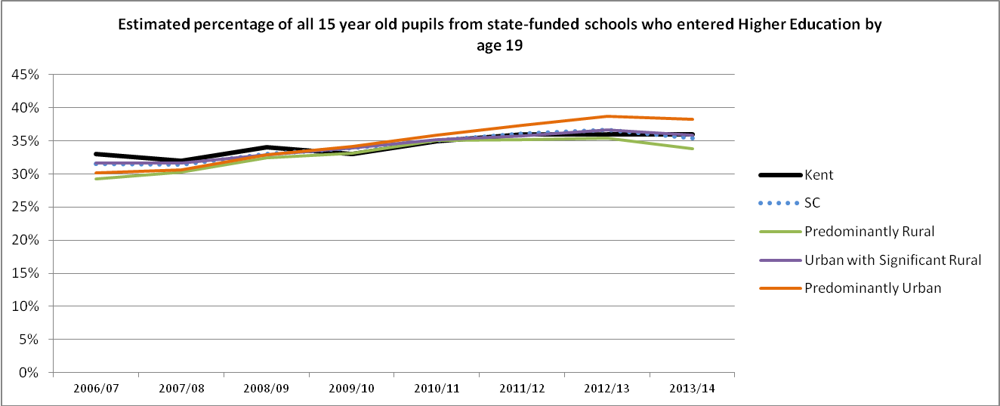 Estimated percentage of all 15 year old pupils from state-funded schools who entered Higher Education by
age 19
45%
40%
35%
30%
25%
20%
15%
10%
5%
0%
2006/07 2007/08 2008/09 2009/10 2010/11 2011/12 2012/13 2013/14
Kent
SC
Predominantly Rural
Urban with Significant Rural
Predominantly Urban